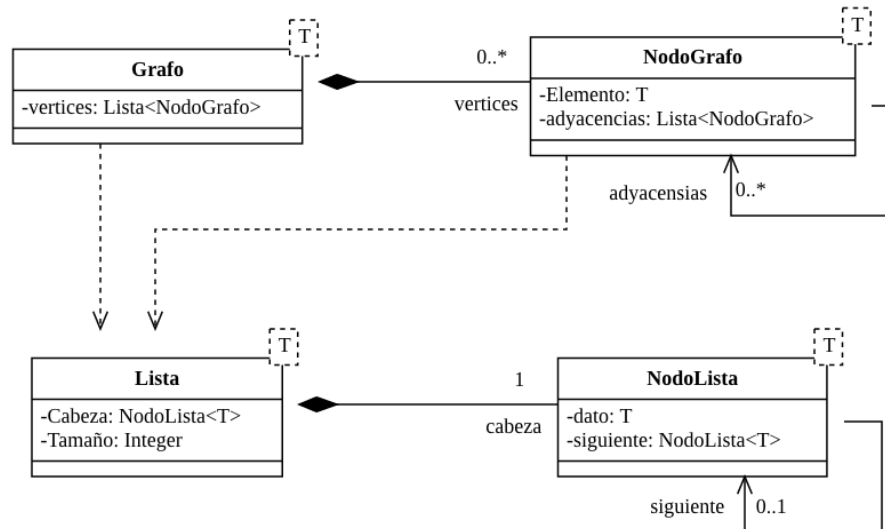 T
Grafo
-vertices: Lista<NodoGrafo>
0..*
vertices
T
NodoGrafo
-Elemento: T
-adyacencias: Lista<NodoGrafo>
adyacensias
0..*
T
Lista
-Cabeza: NodoLista<T>
-Tamaño: Integer
1
cabeza
T
NodoLista
-dato: T
-siguiente: NodoLista<T>
siguiente
0..1